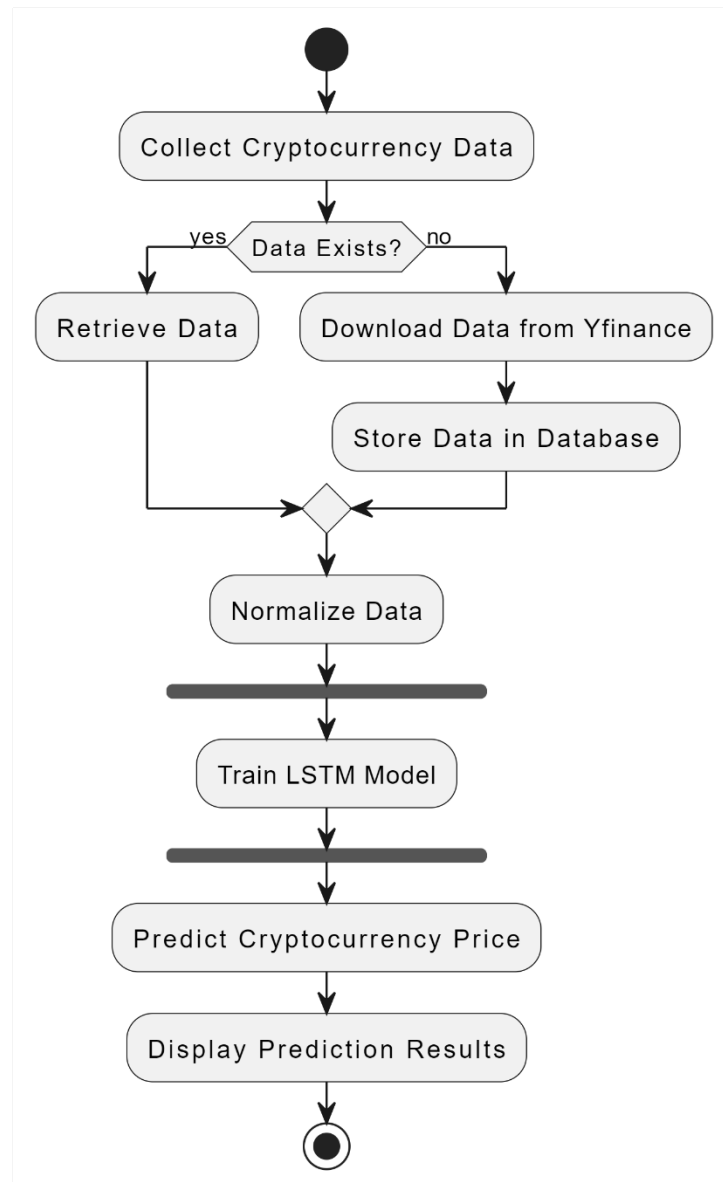 Collect Cryptocurrency Data
yes
Data Exists?
no
Retrieve Data
Download Data from Yfinance
Store Data in Database
Normalize Data
Train LSTM Model
Predict Cryptocurrency Price
Display Prediction Results